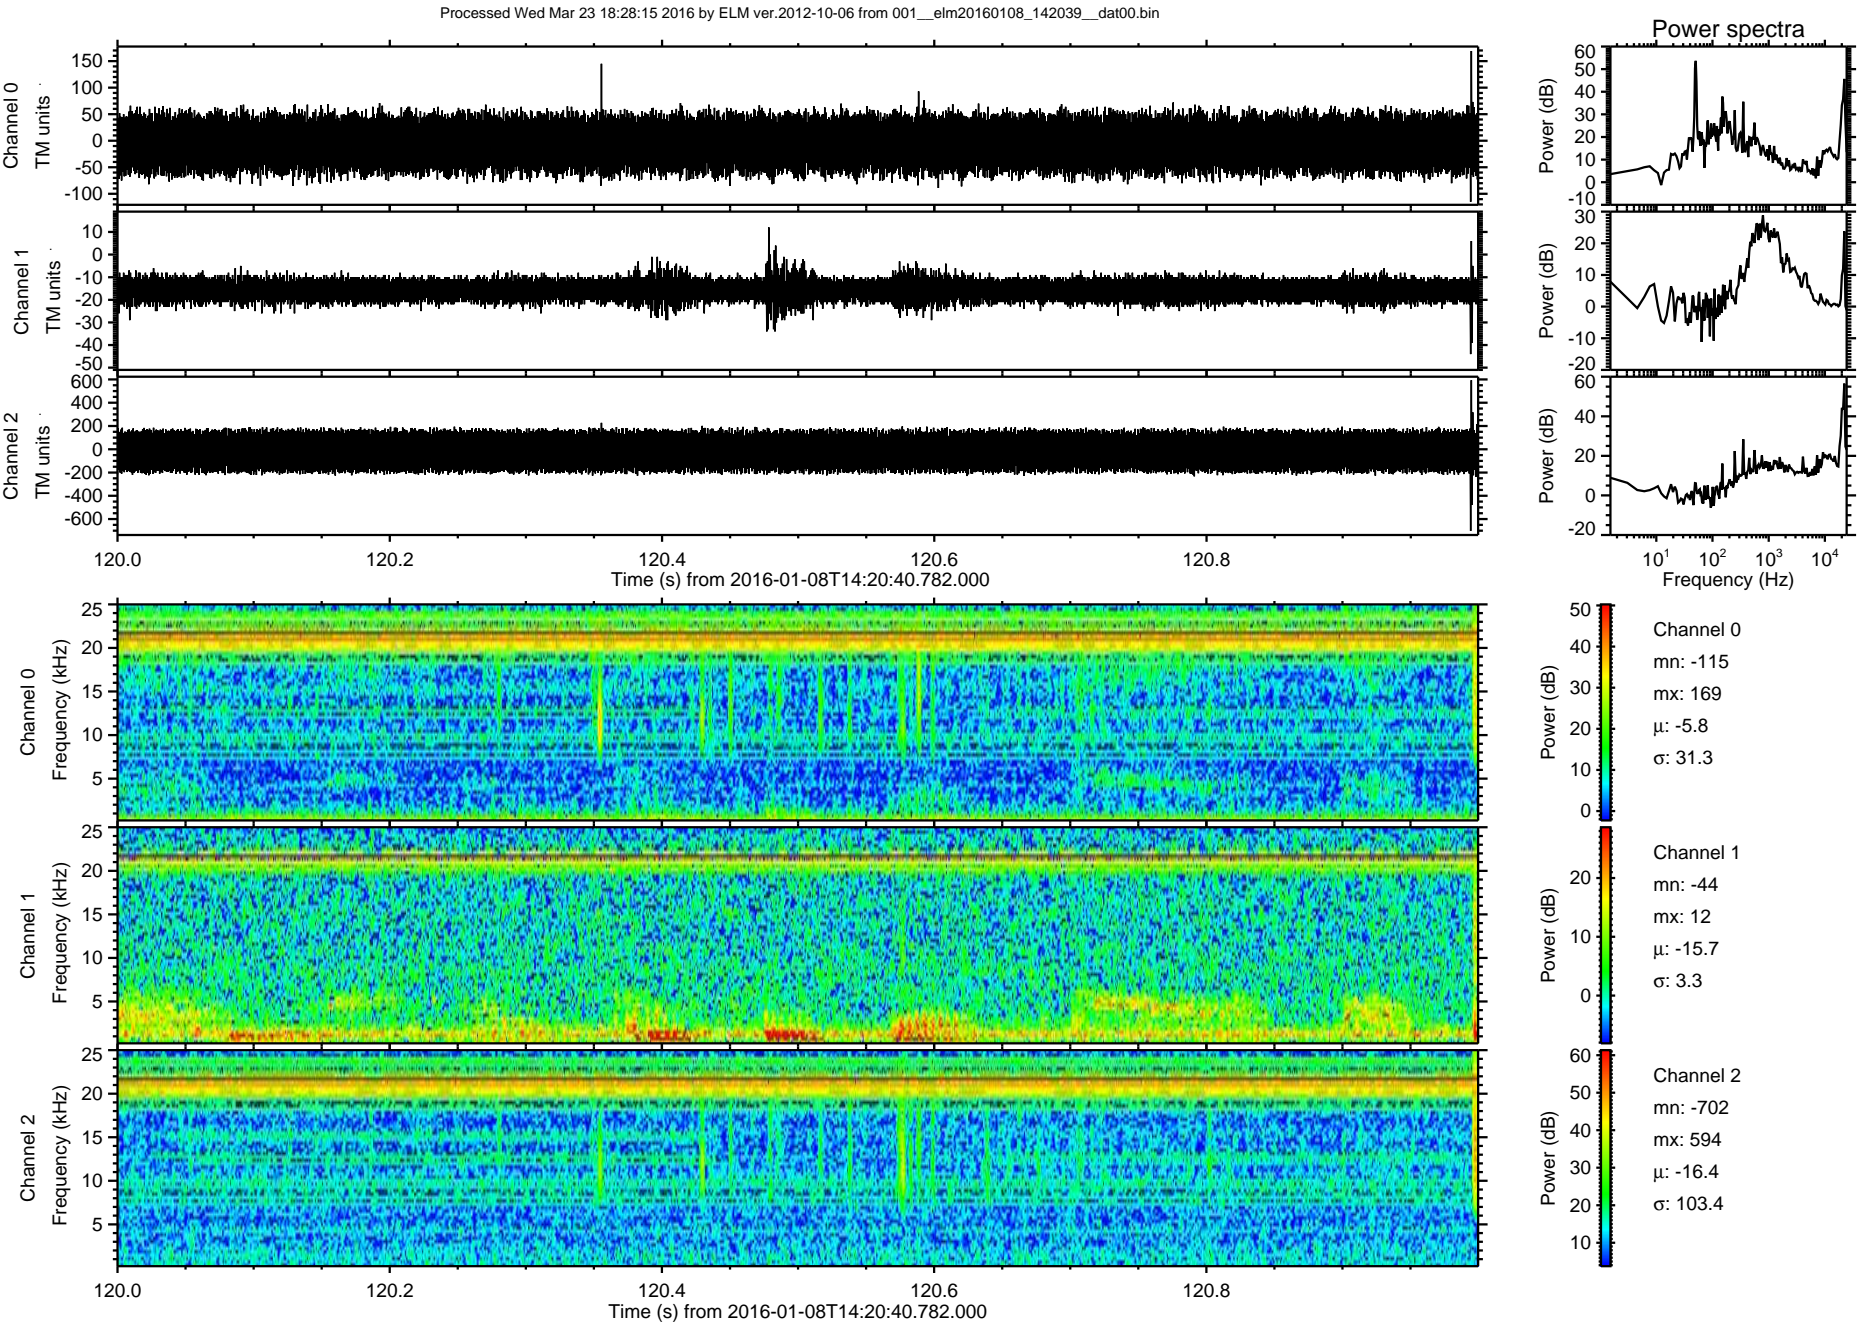 Processed Wed Mar 23 18:28:15 2016 by ELM ver.2012-10-06 from 001__elm20160108_142039__dat00.bin
Power spectra
Channel 0
TM units
150
100
50
0
-50
-100
Power (dB)
60
50
40
30
20
10
0
-10
Channel 1
TM units
10
0
-10
-20
-30
-40
-50
Power (dB)
30
20
10
0
-10
-20
Channel 2
TM units
600
400
200
0
-200
-400
-600
Power (dB)
60
40
20
0
-20
120.0 120.2 120.4 120.6 120.8
Time (s) from 2016-01-08T14:20:40.782.000
10¹ 10² 10³ 10⁴
Frequency (Hz)
Channel 0
Frequency (kHz)
25
20
15
10
5
Power (dB)
50
40
30
20
10
0
Channel 0
mn: -115
mx: 169
μ: -5.8
σ: 31.3
Channel 1
Frequency (kHz)
25
20
15
10
5
Power (dB)
20
10
0
Channel 1
mn: -44
mx: 12
μ: -15.7
σ: 3.3
Channel 2
Frequency (kHz)
25
20
15
10
5
Power (dB)
60
50
40
30
20
10
Channel 2
mn: -702
mx: 594
μ: -16.4
σ: 103.4
120.0 120.2 120.4 120.6 120.8
Time (s) from 2016-01-08T14:20:40.782.000